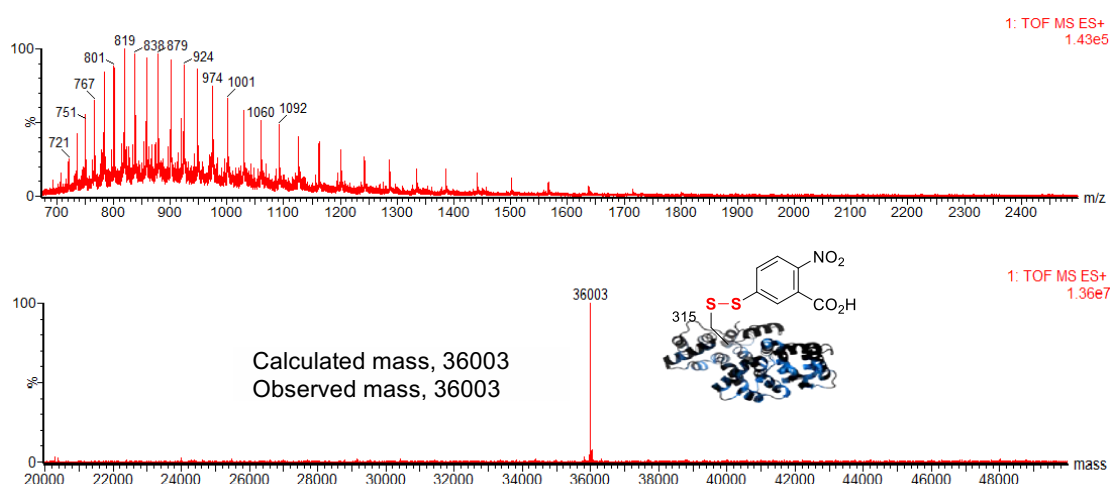 1: TOF MS ES+
1.43e5
100
%
0
721
751
767
801
819
838
879
924
974
1001
1060
1092
700 800 900 1000 1100 1200 1300 1400 1500 1600 1700 1800 1900 2000 2100 2200 2300 2400
m/z
1: TOF MS ES+
1.36e7
100
%
0
36003
Calculated mass, 36003
Observed mass, 36003
NO2
S–S
CO2H
315
20000 22000 24000 26000 28000 30000 32000 34000 36000 38000 40000 42000 44000 46000 48000
mass